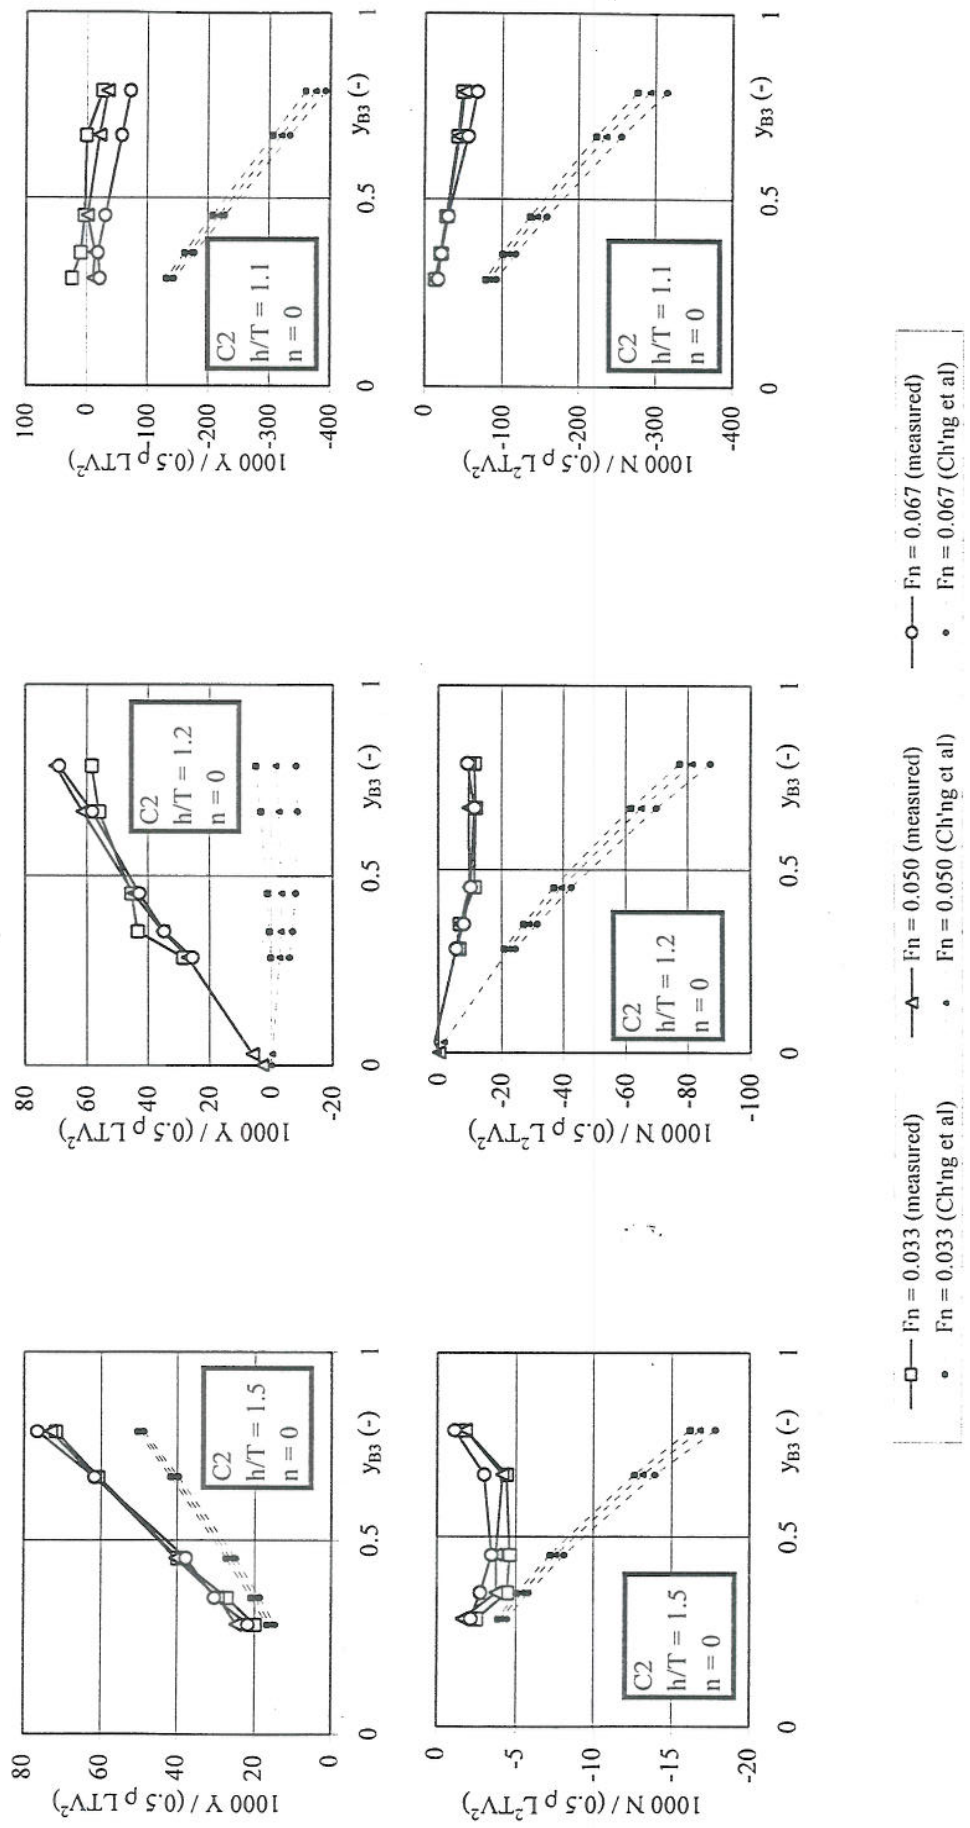 1000 Y / (0.5 ρ LTV²)
80
60
40
20
0
0
0.5
1
yB3 (-)
C2
h/T = 1.5
n = 0
1000 Y / (0.5 ρ LTV²)
80
60
40
20
0
-20
0
0.5
1
yB3 (-)
C2
h/T = 1.2
n = 0
1000 Y / (0.5 ρ LTV²)
100
0
-100
-200
-300
-400
0
0.5
1
yB3 (-)
C2
h/T = 1.1
n = 0
1000 N / (0.5 ρ L²TV²)
0
-5
-10
-15
-20
0
0.5
1
yB3 (-)
C2
h/T = 1.5
n = 0
1000 N / (0.5 ρ L²TV²)
0
-20
-40
-60
-80
-100
0
0.5
1
yB3 (-)
C2
h/T = 1.2
n = 0
1000 N / (0.5 ρ L²TV²)
0
-100
-200
-300
-400
0
0.5
1
yB3 (-)
C2
h/T = 1.1
n = 0
Fn = 0.033 (measured)
Fn = 0.050 (measured)
Fn = 0.067 (measured)
Fn = 0.033 (Ch'ng et al)
Fn = 0.050 (Ch'ng et al)
Fn = 0.067 (Ch'ng et al)